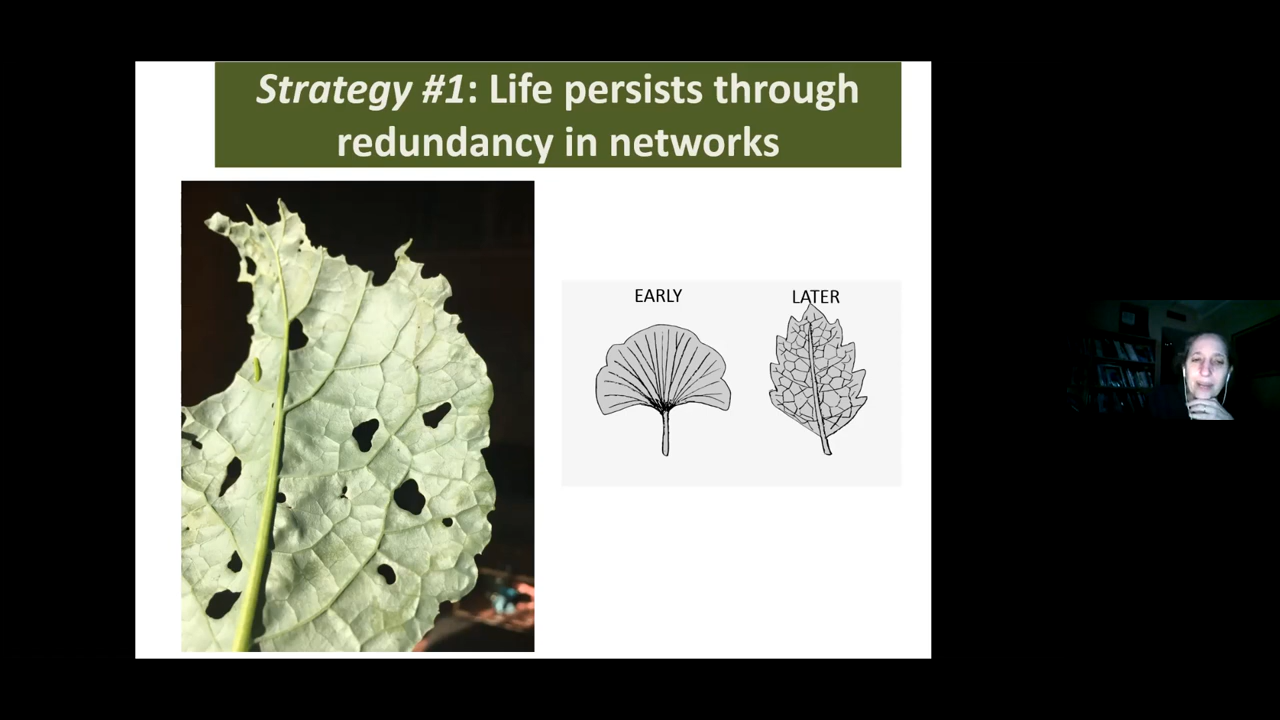 Strategy #1: Life persists through
redundancy in networks
EARLY
LATER